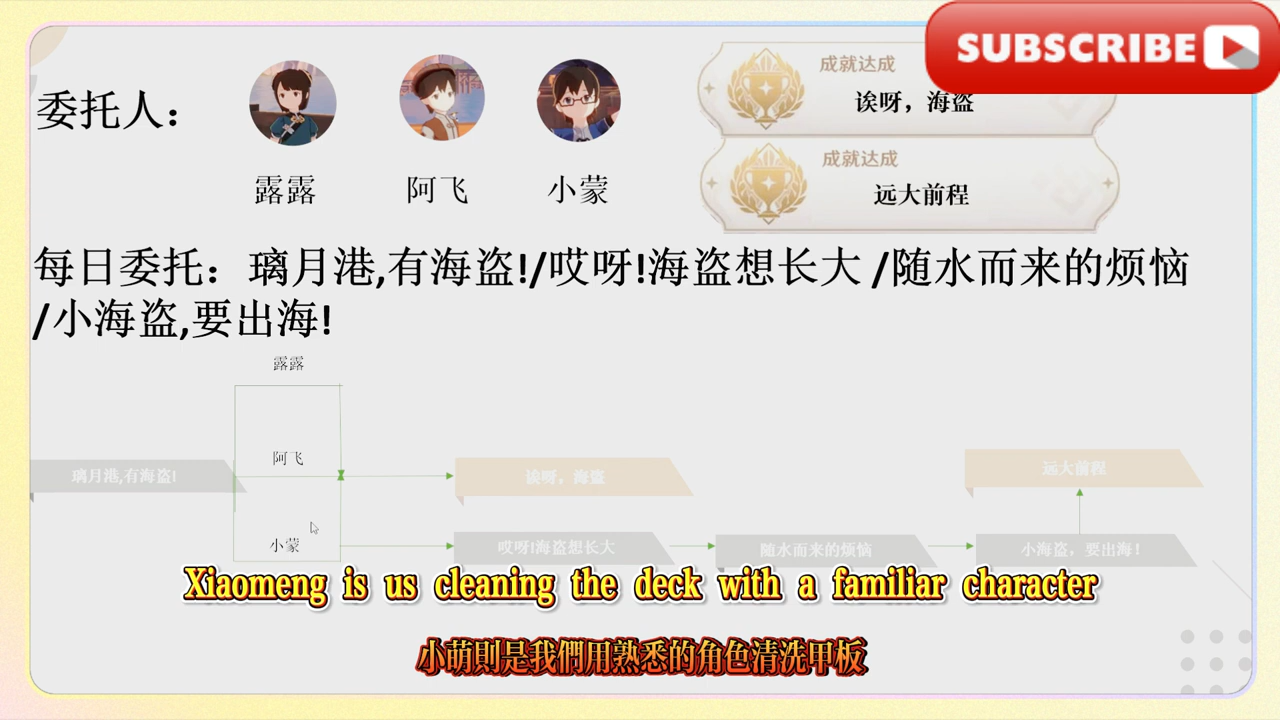 SUBSCRIBE
委托人：
露露
阿飞
小蒙
成就达成
诶呀，海盗
成就达成
远大前程
每日委托：璃月港,有海盗!/哎呀!海盗想长大 /随水而来的烦恼
/小海盗,要出海!
露露
阿飞
小蒙
璃月港,有海盗!
诶呀，海盗
远大前程
哎呀!海盗想长大
随水而来的烦恼
小海盗，要出海！
Xiaomeng is us cleaning the deck with a familiar character
小萌則是我們用熟悉的角色清洗甲板